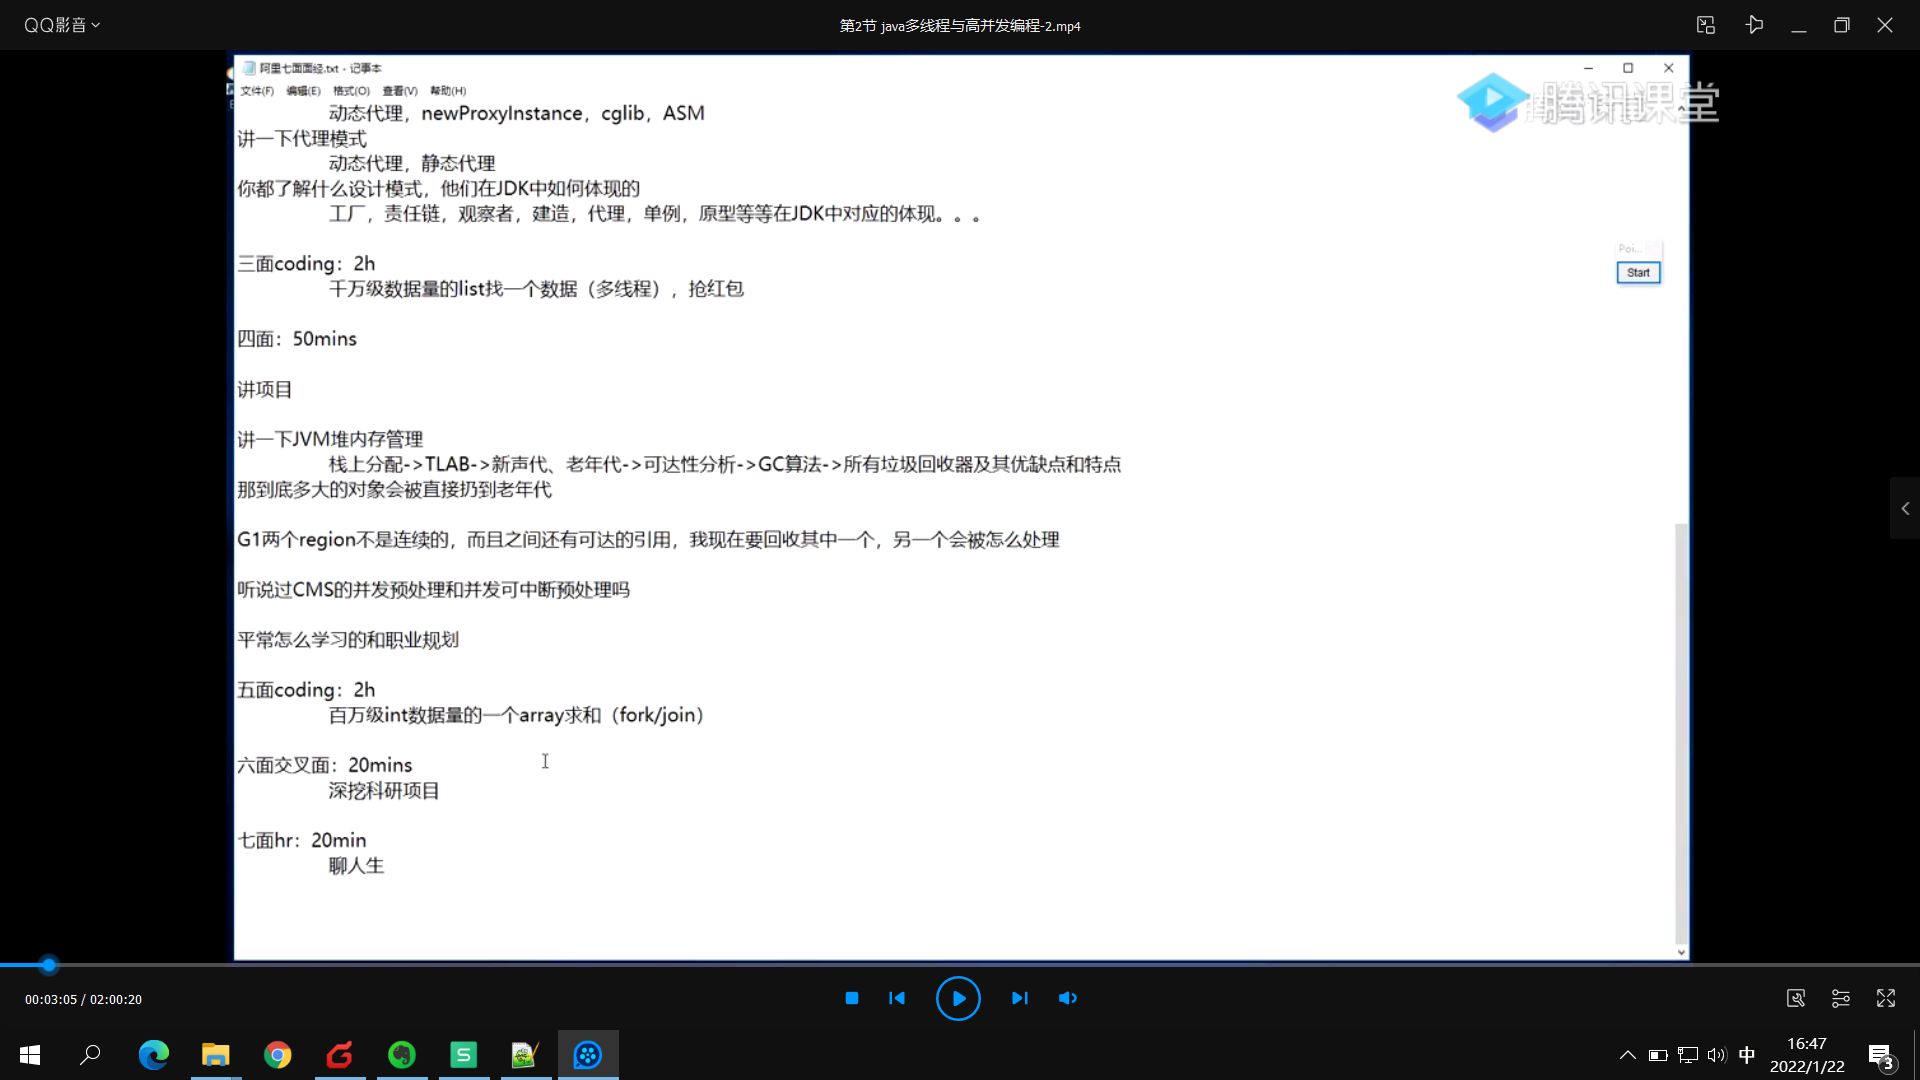 QQ影音
第2节 java多线程与高并发编程-2.mp4
阿里七面面经.txt - 记事本
文件(F) 编辑(E) 格式(O) 查看(V) 帮助(H)
腾讯课堂
动态代理，newProxyInstance，cglib，ASM
讲一下代理模式
动态代理，静态代理
你都了解什么设计模式，他们在JDK中如何体现的
工厂，责任链，观察者，建造，代理，单例，原型等等在JDK中对应的体现。。。
Poi...
Start
三面coding：2h
千万级数据量的list找一个数据（多线程），抢红包
四面：50mins
讲项目
讲一下JVM堆内存管理
栈上分配->TLAB->新声代、老年代->可达性分析->GC算法->所有垃圾回收器及其优缺点和特点
那到底多大的对象会被直接扔到老年代
G1两个region不是连续的，而且之间还有可达的引用，我现在要回收其中一个，另一个会被怎么处理
听说过CMS的并发预处理和并发可中断预处理吗
平常怎么学习的和职业规划
五面coding：2h
百万级int数据量的一个array求和（fork/join）
六面交叉面：20mins
深挖科研项目
七面hr：20min
聊人生
00:03:05 / 02:00:20
中
16:47
2022/1/22
3